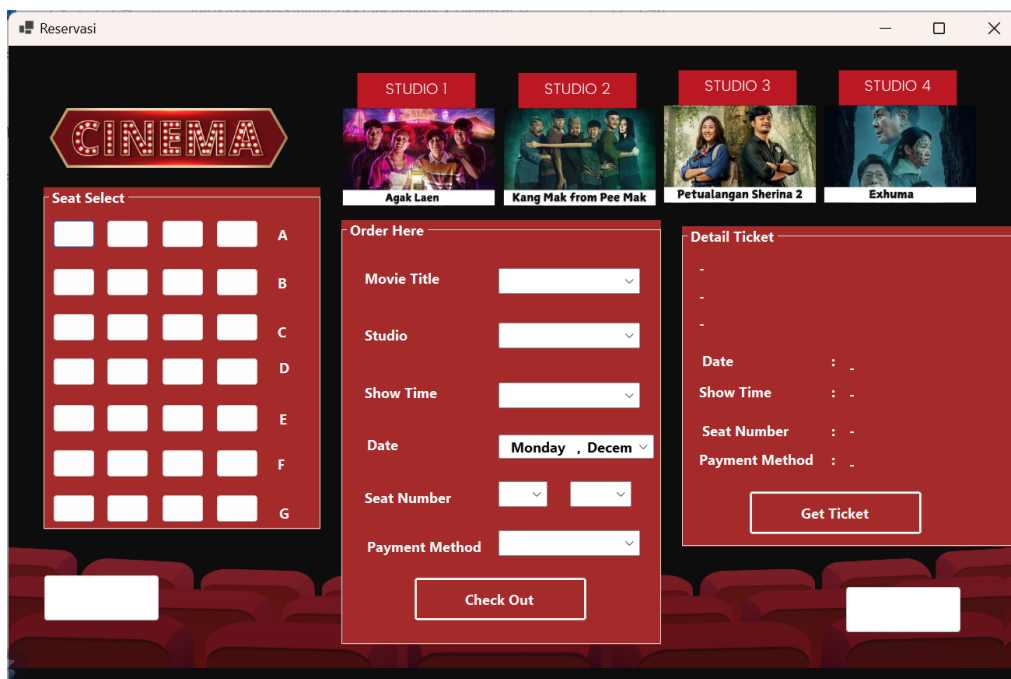 Reservasi
STUDIO 1
STUDIO 2
STUDIO 3
STUDIO 4
CINEMA
Agak Laen
Kang Mak from Pee Mak
Petualangan Sherina 2
Exhuma
Seat Select
A
B
C
D
E
F
G
Order Here
Movie Title
Studio
Show Time
Date
Monday , Decem
Seat Number
Payment Method
Check Out
Detail Ticket
-
-
-
Date : -
Show Time : -
Seat Number : -
Payment Method : -
Get Ticket